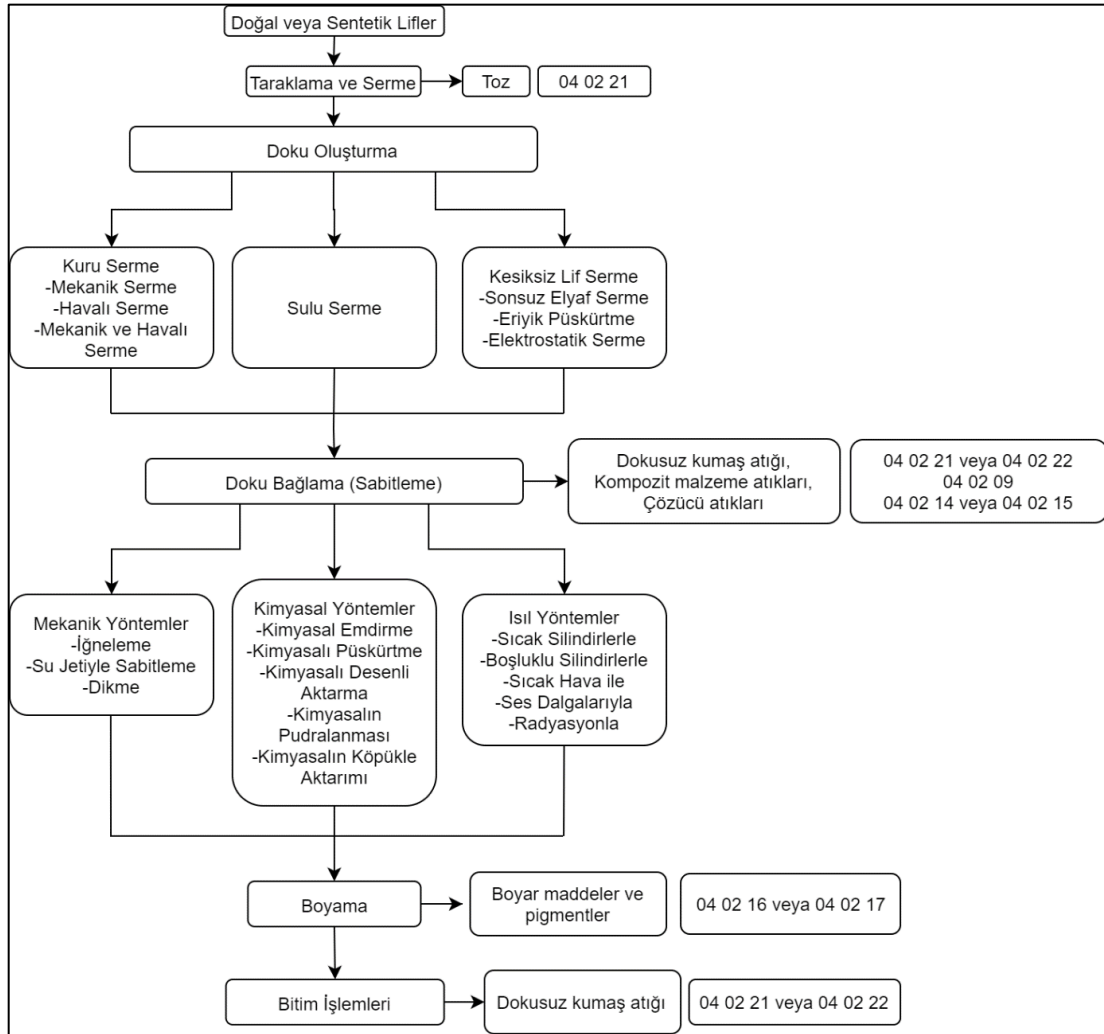 Doğal veya Sentetik Lifler
Taraklama ve Serme
Toz
04 02 21
Doku Oluşturma
Kuru Serme
-Mekanik Serme
-Havalı Serme
-Mekanik ve Havalı
Serme
Sulu Serme
Kesiksiz Lif Serme
-Sonsuz Elyaf Serme
-Eriyik Püskürtme
-Elektrostatik Serme
Doku Bağlama (Sabitleme)
Dokusuz kumaş atığı,
Kompozit malzeme atıkları,
Çözücü atıkları
04 02 21 veya 04 02 22
04 02 09
04 02 14 veya 04 02 15
Mekanik Yöntemler
-İğneleme
-Su Jetiyle Sabitleme
-Dikme
Kimyasal Yöntemler
-Kimyasal Emdirme
-Kimyasalı Püskürtme
-Kimyasalı Desenli
Aktarma
-Kimyasalın
Pudralanması
-Kimyasalın Köpükle
Aktarımı
Isıl Yöntemler
-Sıcak Silindirlerle
-Boşluklu Silindirlerle
-Sıcak Hava ile
-Ses Dalgalarıyla
-Radyasyonla
Boyama
Boyar maddeler ve
pigmentler
04 02 16 veya 04 02 17
Bitim İşlemleri
Dokusuz kumaş atığı
04 02 21 veya 04 02 22